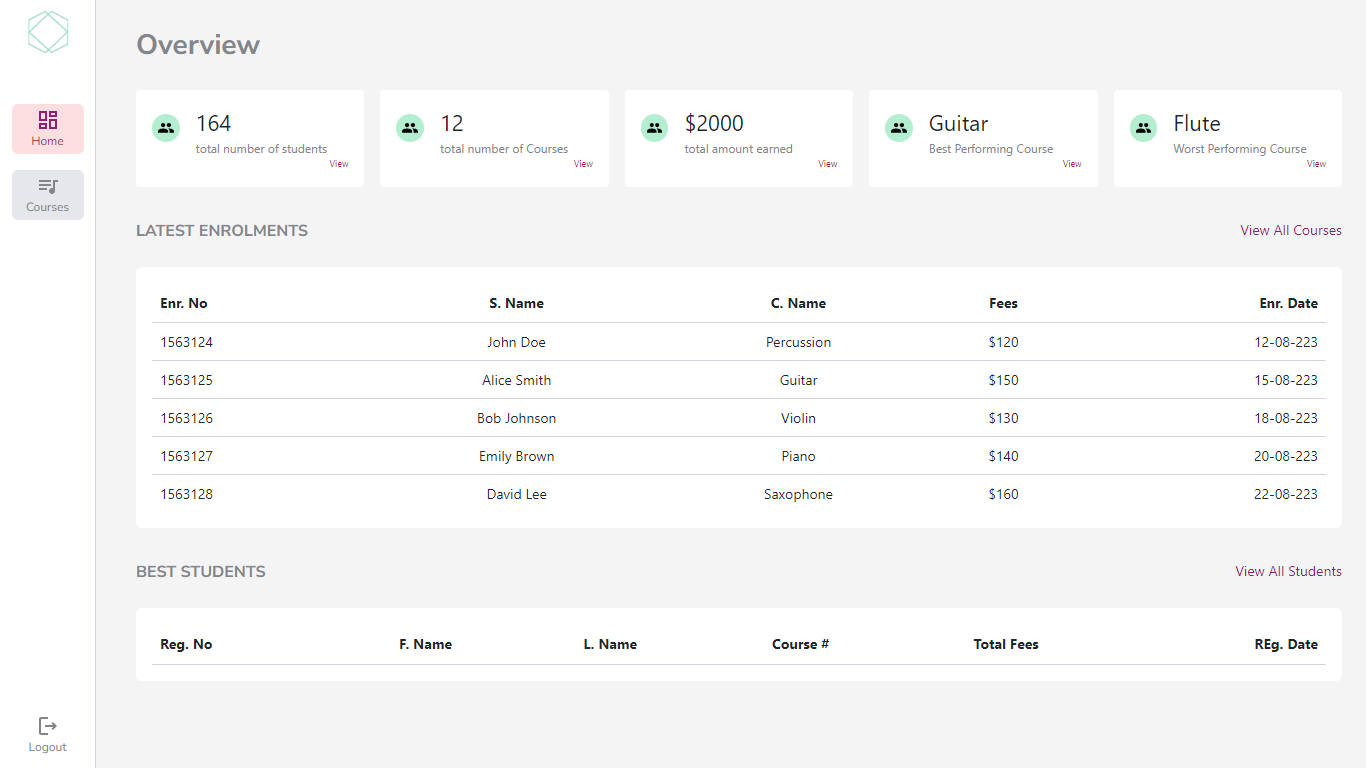 Overview
Home
Courses
Logout
164
total number of students
View
12
total number of Courses
View
$2000
total amount earned
View
Guitar
Best Performing Course
View
Flute
Worst Performing Course
View
LATEST ENROLMENTS View All Courses
Enr. No S. Name C. Name Fees Enr. Date
1563124 John Doe Percussion $120 12-08-223
1563125 Alice Smith Guitar $150 15-08-223
1563126 Bob Johnson Violin $130 18-08-223
1563127 Emily Brown Piano $140 20-08-223
1563128 David Lee Saxophone $160 22-08-223
BEST STUDENTS View All Students
Reg. No F. Name L. Name Course # Total Fees REg. Date